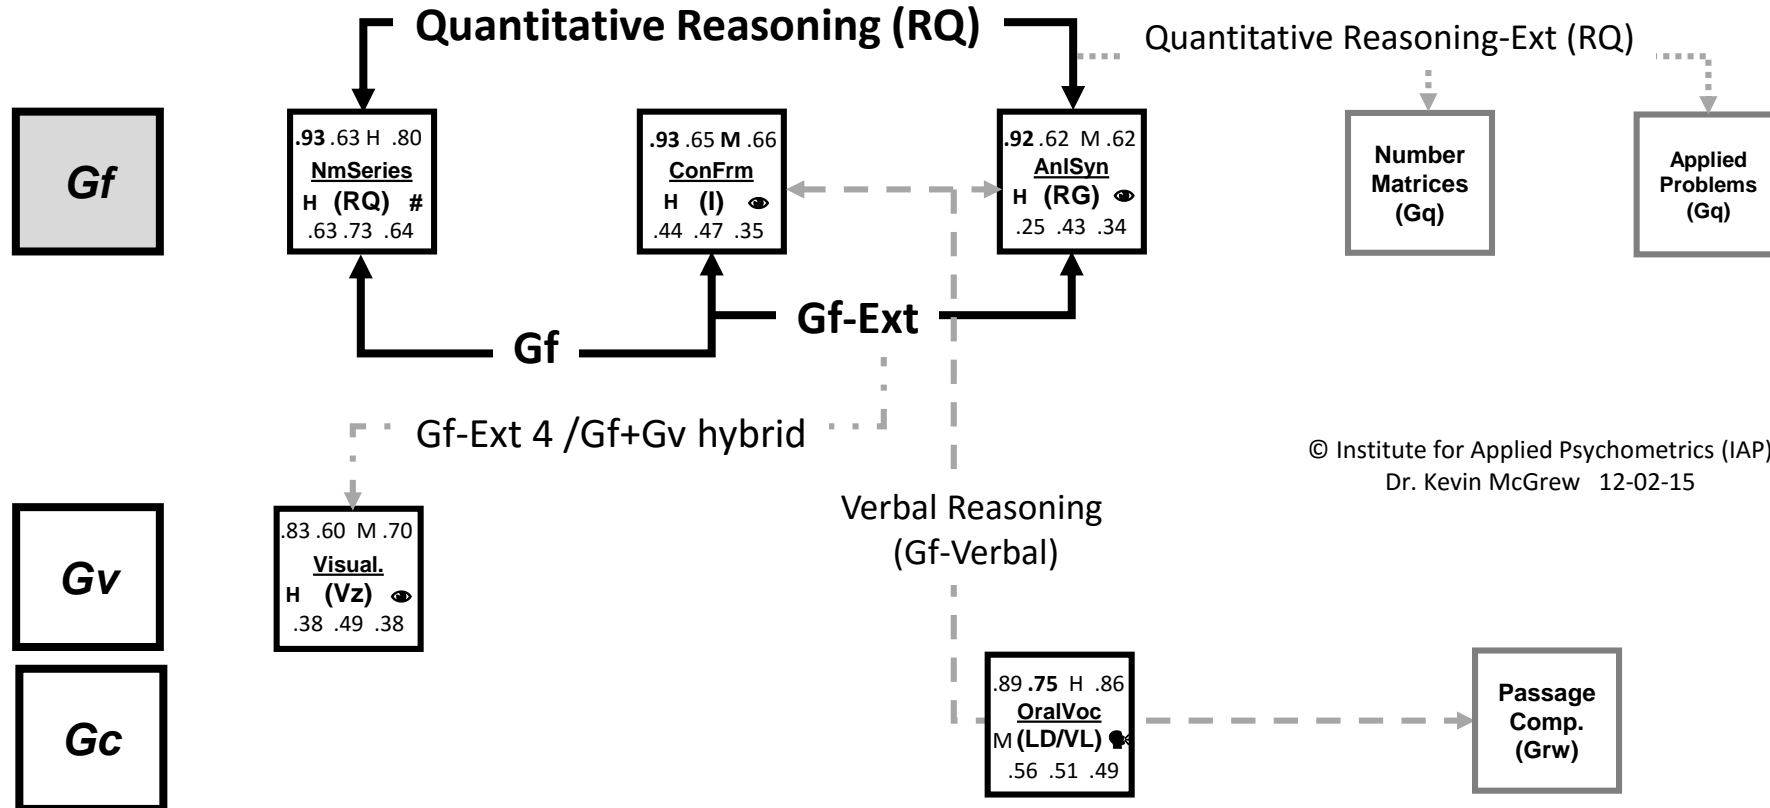 Quantitative Reasoning (RQ)
Quantitative Reasoning-Ext (RQ)
Gf
.93 .63 H .80
NmSeries
H (RQ) #
.63 .73 .64
.93 .65 M .66
ConFrm
H (I)
.44 .47 .35
.92 .62 M .62
AnlSyn
H (RG)
.25 .43 .34
Number
Matrices
(Gq)
Applied
Problems
(Gq)
Gf
Gf-Ext
Gf-Ext 4 /Gf+Gv hybrid
© Institute for Applied Psychometrics (IAP)
Dr. Kevin McGrew 12-02-15
Gv
.83 .60 M .70
Visual.
H (Vz)
.38 .49 .38
Verbal Reasoning
(Gf-Verbal)
Gc
.89 .75 H .86
OralVoc
M (LD/VL)
.56 .51 .49
Passage
Comp.
(Grw)